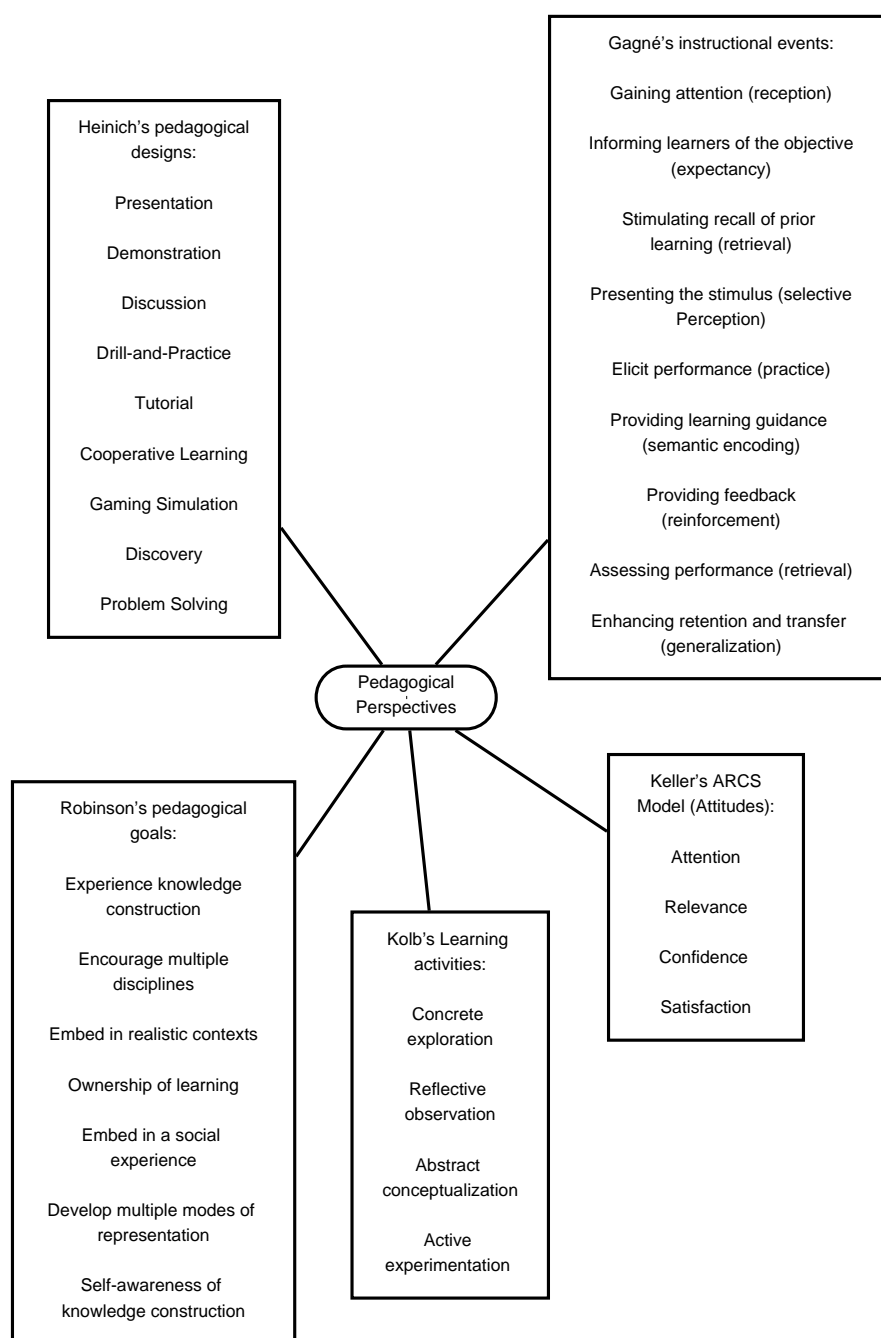 Heinich's pedagogical
designs:
Presentation
Demonstration
Discussion
Drill-and-Practice
Tutorial
Cooperative Learning
Gaming Simulation
Discovery
Problem Solving
Gagné's instructional events:
Gaining attention (reception)
Informing learners of the objective
(expectancy)
Stimulating recall of prior
learning (retrieval)
Presenting the stimulus (selective
Perception)
Elicit performance (practice)
Providing learning guidance
(semantic encoding)
Providing feedback
(reinforcement)
Assessing performance (retrieval)
Enhancing retention and transfer
(generalization)
Pedagogical
Perspectives
Robinson's pedagogical
goals:
Experience knowledge
construction
Encourage multiple
disciplines
Embed in realistic contexts
Ownership of learning
Embed in a social
experience
Develop multiple modes of
representation
Self-awareness of
knowledge construction
Kolb's Learning
activities:
Concrete
exploration
Reflective
observation
Abstract
conceptualization
Active
experimentation
Keller's ARCS
Model (Attitudes):
Attention
Relevance
Confidence
Satisfaction